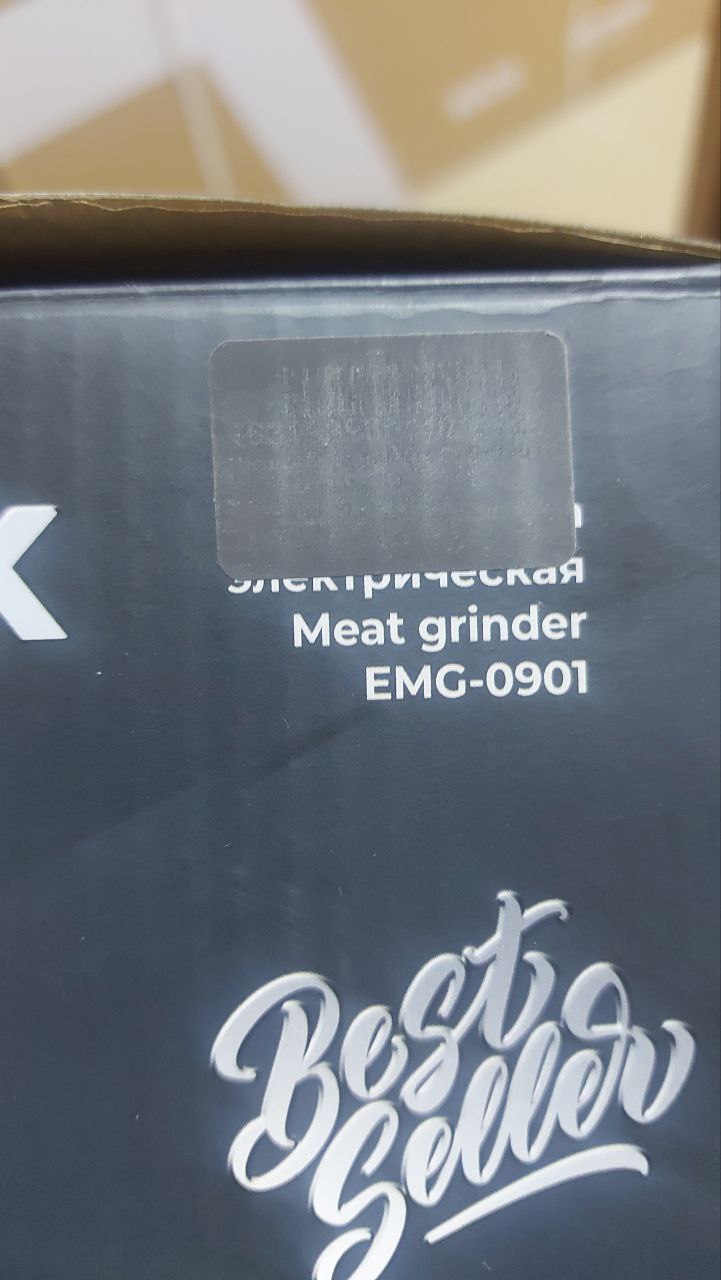 электрическая
Meat grinder
EMG-0901
Best
Seller